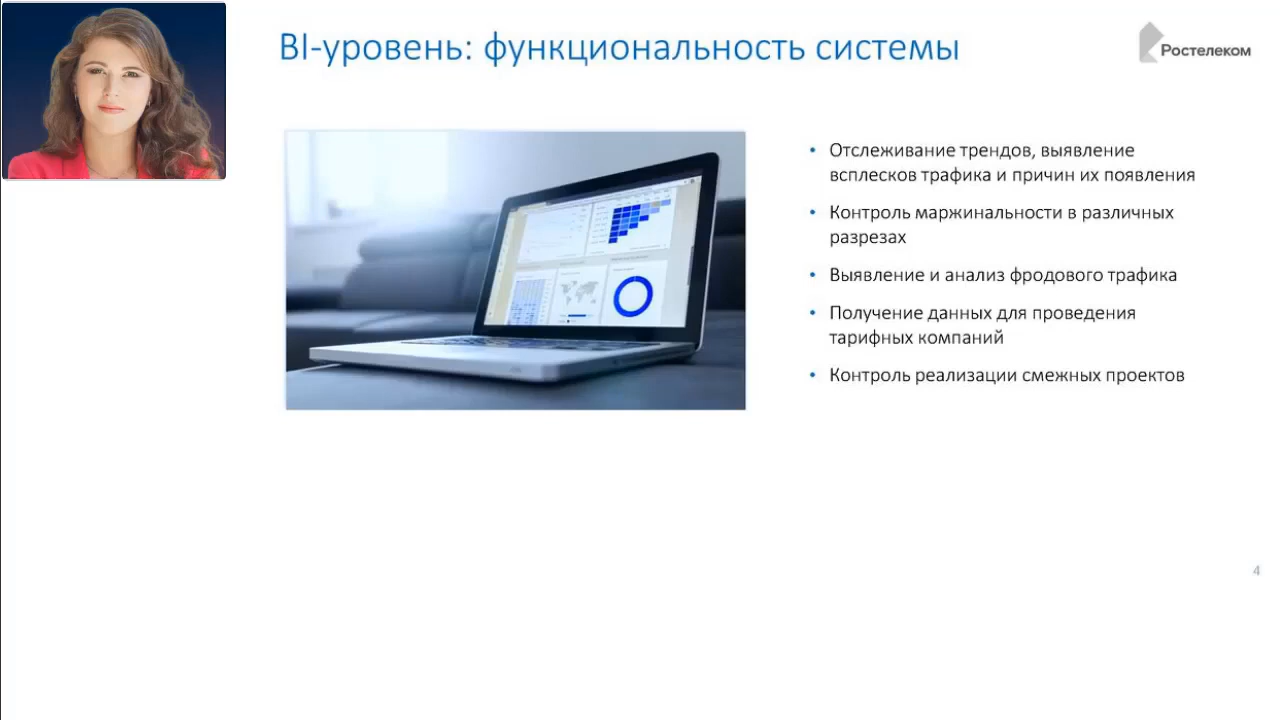 BI-уровень: функциональность системы
Ростелеком
• Отслеживание трендов, выявление
всплесков трафика и причин их появления
• Контроль маржинальности в различных
разрезах
• Выявление и анализ фродового трафика
• Получение данных для проведения
тарифных компаний
• Контроль реализации смежных проектов
4